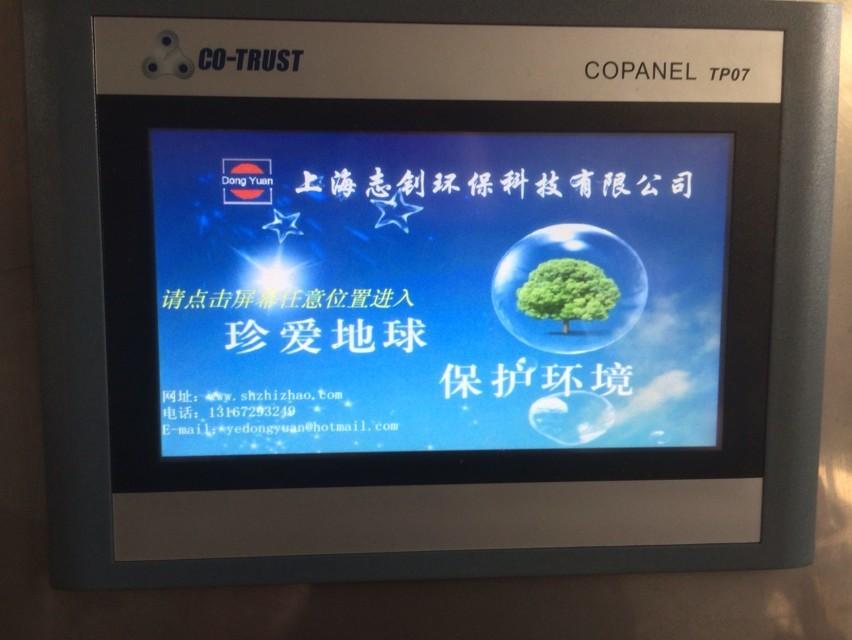 CO-TRUST
COPANEL TP07
Dong Yuan
上海志钊环保科技有限公司
请点击屏幕任意位置进入
珍爱地球
保护环境
网址：www.shzhizhao.com
电话：13167293249
E-mail：yedongyuan@hotmail.com